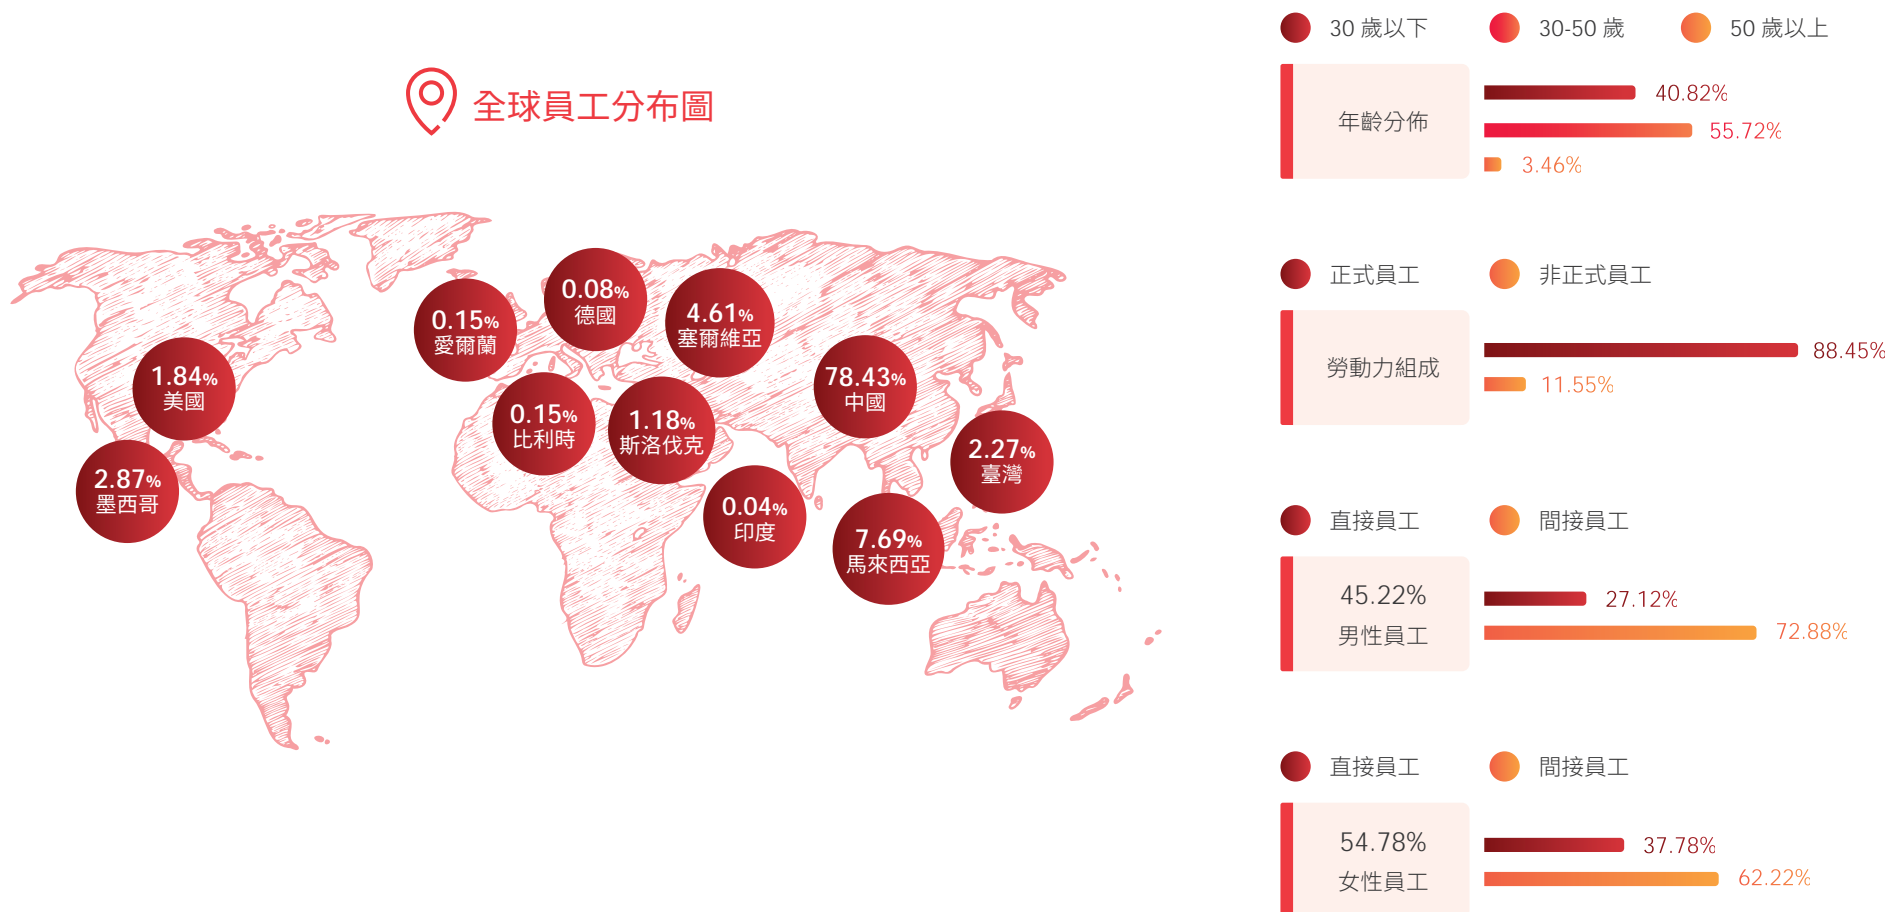 全球員工分布圖
0.08%
德國
0.15%
愛爾蘭
4.61%
塞爾維亞
1.84%
美國
78.43%
中國
0.15%
比利時
1.18%
斯洛伐克
2.27%
臺灣
2.87%
墨西哥
0.04%
印度
7.69%
馬來西亞
30 歲以下 30-50 歲 50 歲以上
年齡分佈
40.82%
55.72%
3.46%
正式員工 非正式員工
勞動力組成
88.45%
11.55%
直接員工 間接員工
45.22%
男性員工
27.12%
72.88%
直接員工 間接員工
54.78%
女性員工
37.78%
62.22%